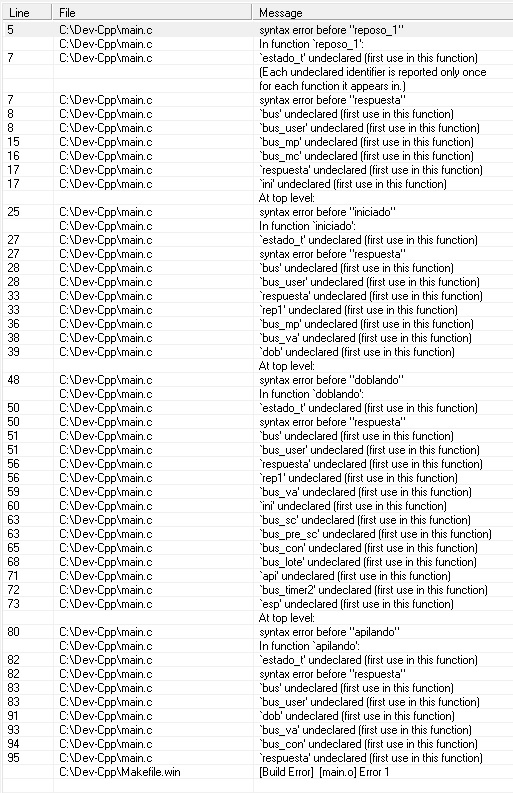 Line File Message
5 C:\Dev-Cpp\main.c syntax error before "reposo_1"
In function `reposo_1':
7 C:\Dev-Cpp\main.c `estado_t' undeclared (first use in this function)
(Each undeclared identifier is reported only once
for each function it appears in.)
7 C:\Dev-Cpp\main.c syntax error before "respuesta"
8 C:\Dev-Cpp\main.c `bus' undeclared (first use in this function)
8 C:\Dev-Cpp\main.c `bus_user' undeclared (first use in this function)
15 C:\Dev-Cpp\main.c `bus_mp' undeclared (first use in this function)
16 C:\Dev-Cpp\main.c `bus_mc' undeclared (first use in this function)
17 C:\Dev-Cpp\main.c `respuesta' undeclared (first use in this function)
17 C:\Dev-Cpp\main.c `ini' undeclared (first use in this function)
At top level:
25 C:\Dev-Cpp\main.c syntax error before "iniciado"
C:\Dev-Cpp\main.c In function `iniciado':
27 C:\Dev-Cpp\main.c `estado_t' undeclared (first use in this function)
27 C:\Dev-Cpp\main.c syntax error before "respuesta"
28 C:\Dev-Cpp\main.c `bus' undeclared (first use in this function)
28 C:\Dev-Cpp\main.c `bus_user' undeclared (first use in this function)
33 C:\Dev-Cpp\main.c `respuesta' undeclared (first use in this function)
33 C:\Dev-Cpp\main.c `rep1' undeclared (first use in this function)
36 C:\Dev-Cpp\main.c `bus_mp' undeclared (first use in this function)
38 C:\Dev-Cpp\main.c `bus_va' undeclared (first use in this function)
39 C:\Dev-Cpp\main.c `dob' undeclared (first use in this function)
At top level:
48 C:\Dev-Cpp\main.c syntax error before "doblando"
C:\Dev-Cpp\main.c In function `doblando':
50 C:\Dev-Cpp\main.c `estado_t' undeclared (first use in this function)
50 C:\Dev-Cpp\main.c syntax error before "respuesta"
51 C:\Dev-Cpp\main.c `bus' undeclared (first use in this function)
51 C:\Dev-Cpp\main.c `bus_user' undeclared (first use in this function)
56 C:\Dev-Cpp\main.c `respuesta' undeclared (first use in this function)
56 C:\Dev-Cpp\main.c `rep1' undeclared (first use in this function)
59 C:\Dev-Cpp\main.c `bus_va' undeclared (first use in this function)
60 C:\Dev-Cpp\main.c `ini' undeclared (first use in this function)
63 C:\Dev-Cpp\main.c `bus_sc' undeclared (first use in this function)
63 C:\Dev-Cpp\main.c `bus_pre_sc' undeclared (first use in this function)
65 C:\Dev-Cpp\main.c `bus_con' undeclared (first use in this function)
68 C:\Dev-Cpp\main.c `bus_lote' undeclared (first use in this function)
71 C:\Dev-Cpp\main.c `api' undeclared (first use in this function)
72 C:\Dev-Cpp\main.c `bus_timer2' undeclared (first use in this function)
73 C:\Dev-Cpp\main.c `esp' undeclared (first use in this function)
At top level:
80 C:\Dev-Cpp\main.c syntax error before "apilando"
C:\Dev-Cpp\main.c In function `apilando':
82 C:\Dev-Cpp\main.c `estado_t' undeclared (first use in this function)
82 C:\Dev-Cpp\main.c syntax error before "respuesta"
83 C:\Dev-Cpp\main.c `bus' undeclared (first use in this function)
83 C:\Dev-Cpp\main.c `bus_user' undeclared (first use in this function)
91 C:\Dev-Cpp\main.c `dob' undeclared (first use in this function)
93 C:\Dev-Cpp\main.c `bus_va' undeclared (first use in this function)
94 C:\Dev-Cpp\main.c `bus_con' undeclared (first use in this function)
95 C:\Dev-Cpp\main.c `respuesta' undeclared (first use in this function)
C:\Dev-Cpp\Makefile.win [Build Error] [main.o] Error 1